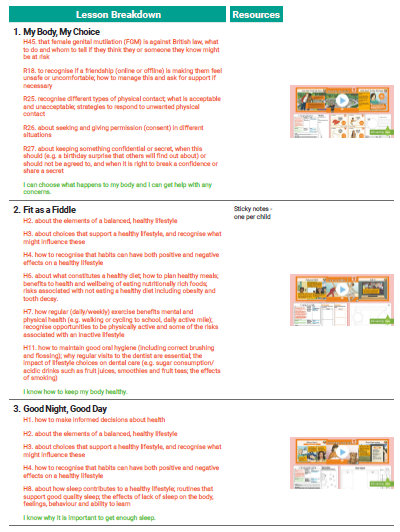 Lesson Breakdown
Resources
1. My Body, My Choice
H45. that female genital mutilation (FGM) is against British law, what
to do and whom to tell if they think they or someone they know might
be at risk
R18. to recognise if a friendship (online or offline) is making them feel
unsafe or uncomfortable; how to manage this and ask for support if
necessary
R25. recognise different types of physical contact; what is acceptable
and unacceptable; strategies to respond to unwanted physical
contact
R26. about seeking and giving permission (consent) in different
situations
R27. about keeping something confidential or secret, when this
should (e.g. a birthday surprise that others will find out about) or
should not be agreed to, and when it is right to break a confidence or
share a secret
I can choose what happens to my body and I can get help with any
concerns.
2. Fit as a Fiddle
Sticky notes -
one per child
H2. about the elements of a balanced, healthy lifestyle
H3. about choices that support a healthy lifestyle, and recognise what
might influence these
H4. how to recognise that habits can have both positive and negative
effects on a healthy lifestyle
H6. about what constitutes a healthy diet; how to plan healthy meals;
benefits to health and wellbeing of eating nutritionally rich foods;
risks associated with not eating a healthy diet including obesity and
tooth decay.
H7. how regular (daily/weekly) exercise benefits mental and
physical health (e.g. walking or cycling to school, daily active mile);
recognise opportunities to be physically active and some of the risks
associated with an inactive lifestyle
H11. how to maintain good oral hygiene (including correct brushing
and flossing); why regular visits to the dentist are essential; the
impact of lifestyle choices on dental care (e.g. sugar consumption/
acidic drinks such as fruit juices, smoothies and fruit teas; the effects
of smoking)
I know how to keep my body healthy.
3. Good Night, Good Day
H1. how to make informed decisions about health
H2. about the elements of a balanced, healthy lifestyle
H3. about choices that support a healthy lifestyle, and recognise what
might influence these
H4. how to recognise that habits can have both positive and negative
effects on a healthy lifestyle
H8. about how sleep contributes to a healthy lifestyle; routines that
support good quality sleep; the effects of lack of sleep on the body,
feelings, behaviour and ability to learn
I know why it is important to get enough sleep.